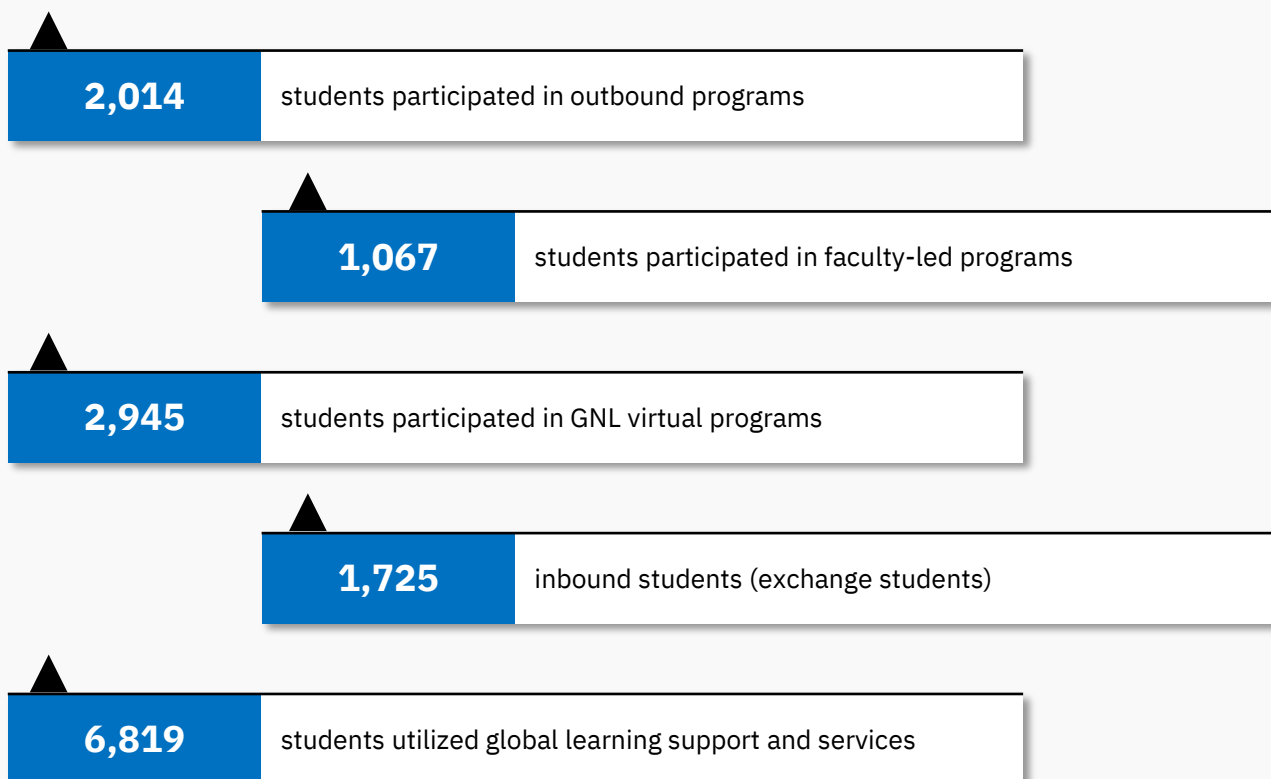 2,014 students participated in outbound programs
1,067 students participated in faculty-led programs
2,945 students participated in GNL virtual programs
1,725 inbound students (exchange students)
6,819 students utilized global learning support and services